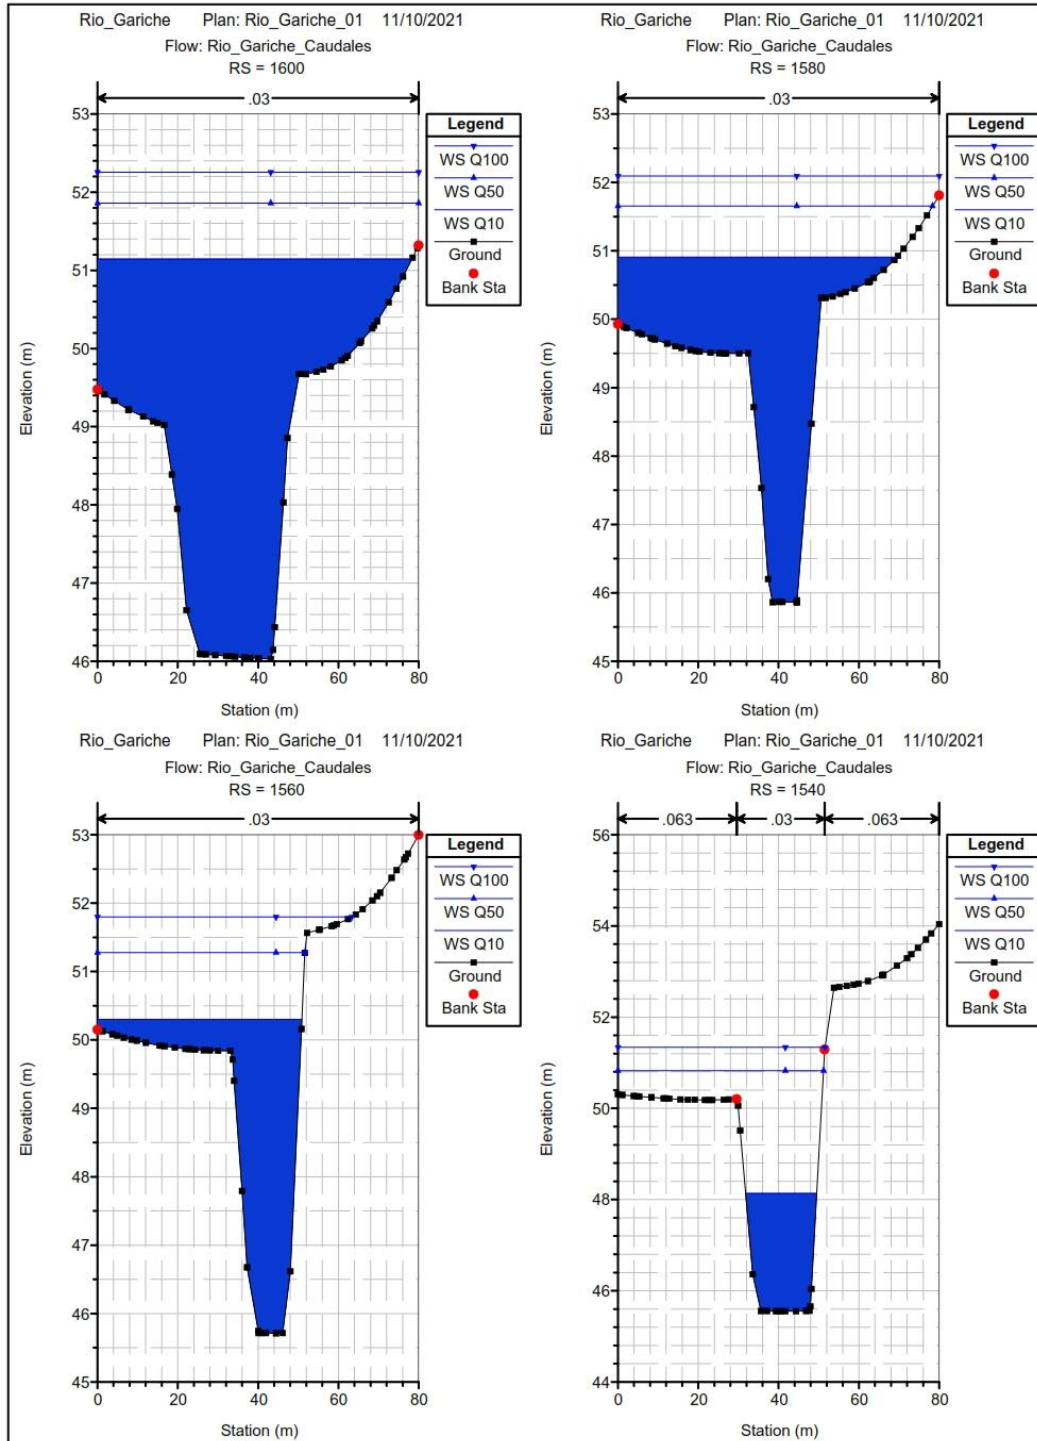 Rio_Gariche Plan: Rio_Gariche_01 11/10/2021
Flow: Rio_Gariche_Caudales
RS = 1600
.03
53
52
51
50
49
48
47
46
Elevation (m)
0 20 40 60 80
Station (m)
Legend
WS Q100
WS Q50
WS Q10
Ground
Bank Sta
Rio_Gariche Plan: Rio_Gariche_01 11/10/2021
Flow: Rio_Gariche_Caudales
RS = 1580
.03
53
52
51
50
49
48
47
46
45
Elevation (m)
0 20 40 60 80
Station (m)
Legend
WS Q100
WS Q50
WS Q10
Ground
Bank Sta
Rio_Gariche Plan: Rio_Gariche_01 11/10/2021
Flow: Rio_Gariche_Caudales
RS = 1560
.03
53
52
51
50
49
48
47
46
45
Elevation (m)
0 20 40 60 80
Station (m)
Legend
WS Q100
WS Q50
WS Q10
Ground
Bank Sta
Rio_Gariche Plan: Rio_Gariche_01 11/10/2021
Flow: Rio_Gariche_Caudales
RS = 1540
.063 .03 .063
56
54
52
50
48
46
44
Elevation (m)
0 20 40 60 80
Station (m)
Legend
WS Q100
WS Q50
WS Q10
Ground
Bank Sta